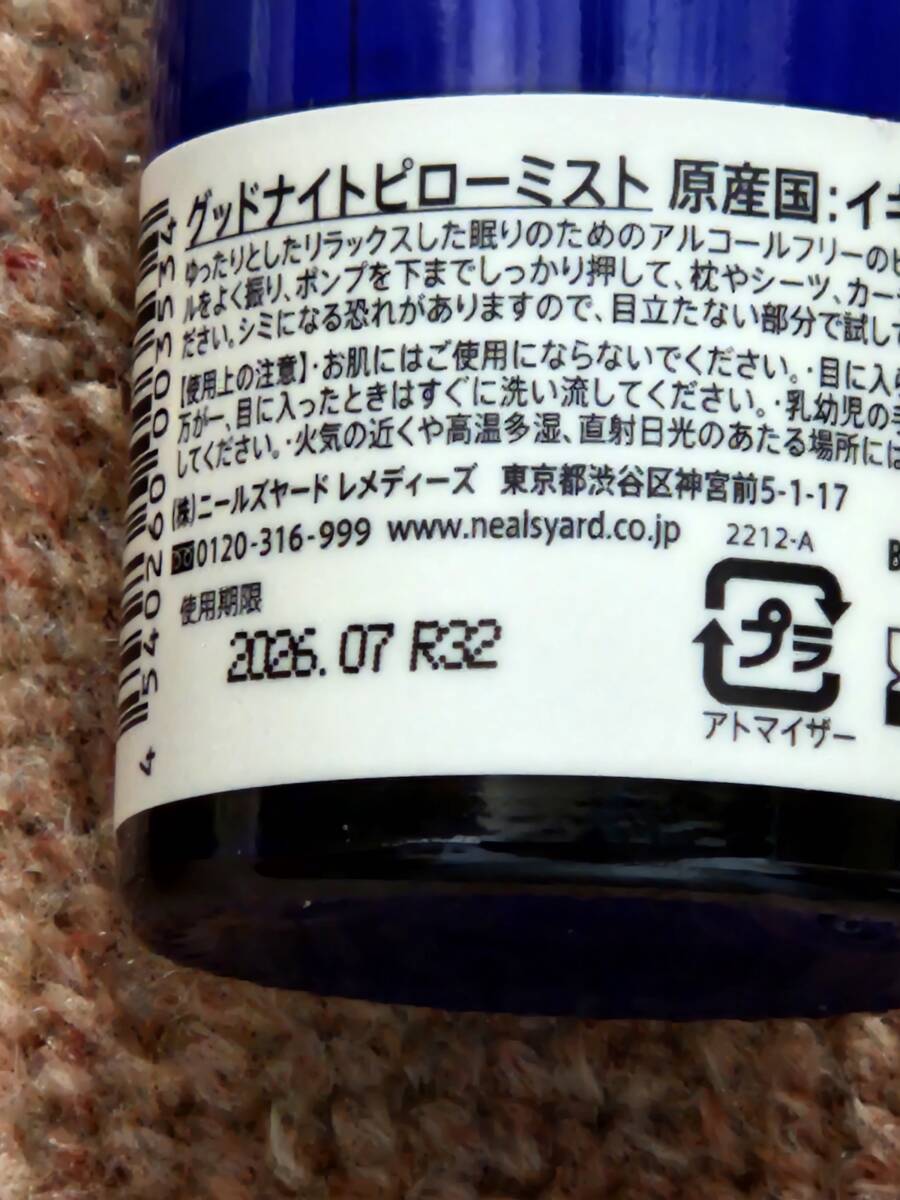 グッドナイトピローミスト 原産国:イギ
ゆったりとしたリラックスした眠りのためのアルコールフリーのピ
ルをよく振り、ポンプを下までしっかり押して、枕やシーツ、カー
ださい。シミになる恐れがありますので、目立たない部分で試して
【使用上の注意】・お肌にはご使用にならないでください。・目に入ら
万が一、目に入ったときはすぐに洗い流してください。・乳幼児の手
してください。・火気の近くや高温多湿、直射日光のあたる場所には
(株)ニールズヤード レメディーズ 東京都渋谷区神宮前5-1-17
0120-316-999 www.nealsyard.co.jp 2212-A
使用期限
2026.07 R32
プラ
アトマイザー
4 540260 003534